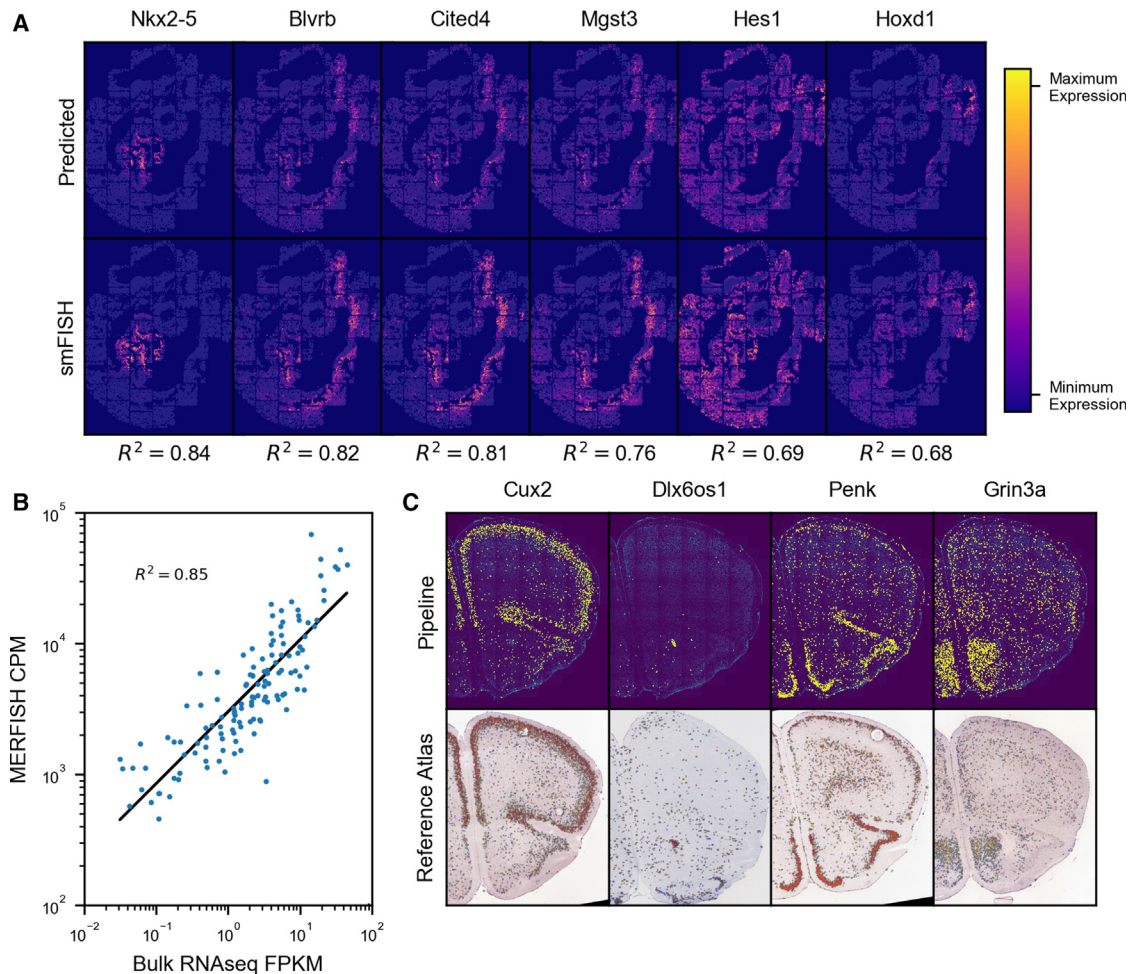 A
Nkx2-5 Blvrb Cited4 Mgst3 Hes1 Hoxd1
Predicted
smFISH
Maximum
Expression
Minimum
Expression
R² = 0.84 R² = 0.82 R² = 0.81 R² = 0.76 R² = 0.69 R² = 0.68
B
10⁵
10⁴
10³
10²
R² = 0.85
MERFISH CPM
10⁻² 10⁻¹ 10⁰ 10¹ 10²
Bulk RNAseq FPKM
C
Cux2 Dlx6os1 Penk Grin3a
Pipeline
Reference Atlas